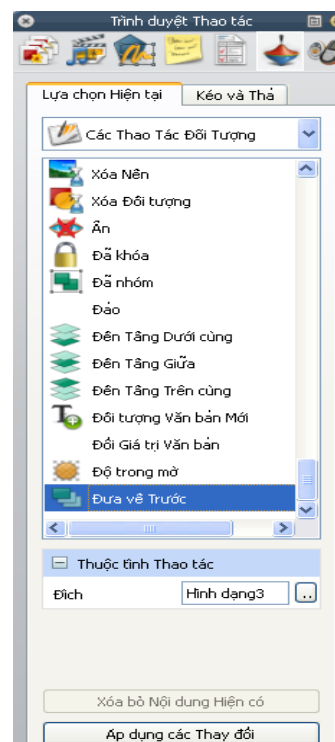 Trình duyệt Thao tác
Lựa chọn Hiện tại
Kéo và Thả
Các Thao Tác Đối Tượng
Xóa Nền
Xóa Đối tượng
Ẩn
Đã khóa
Đã nhóm
Đảo
Đến Tầng Dưới cùng
Đến Tầng Giữa
Đến Tầng Trên cùng
Đối tượng Văn bản Mới
Đổi Giá trị Văn bản
Độ trong mờ
Đưa về Trước
Thuộc tính Thao tác
Đích
Hình dạng3
..
Xóa bỏ Nội dung Hiện có
Áp dụng các Thay đổi